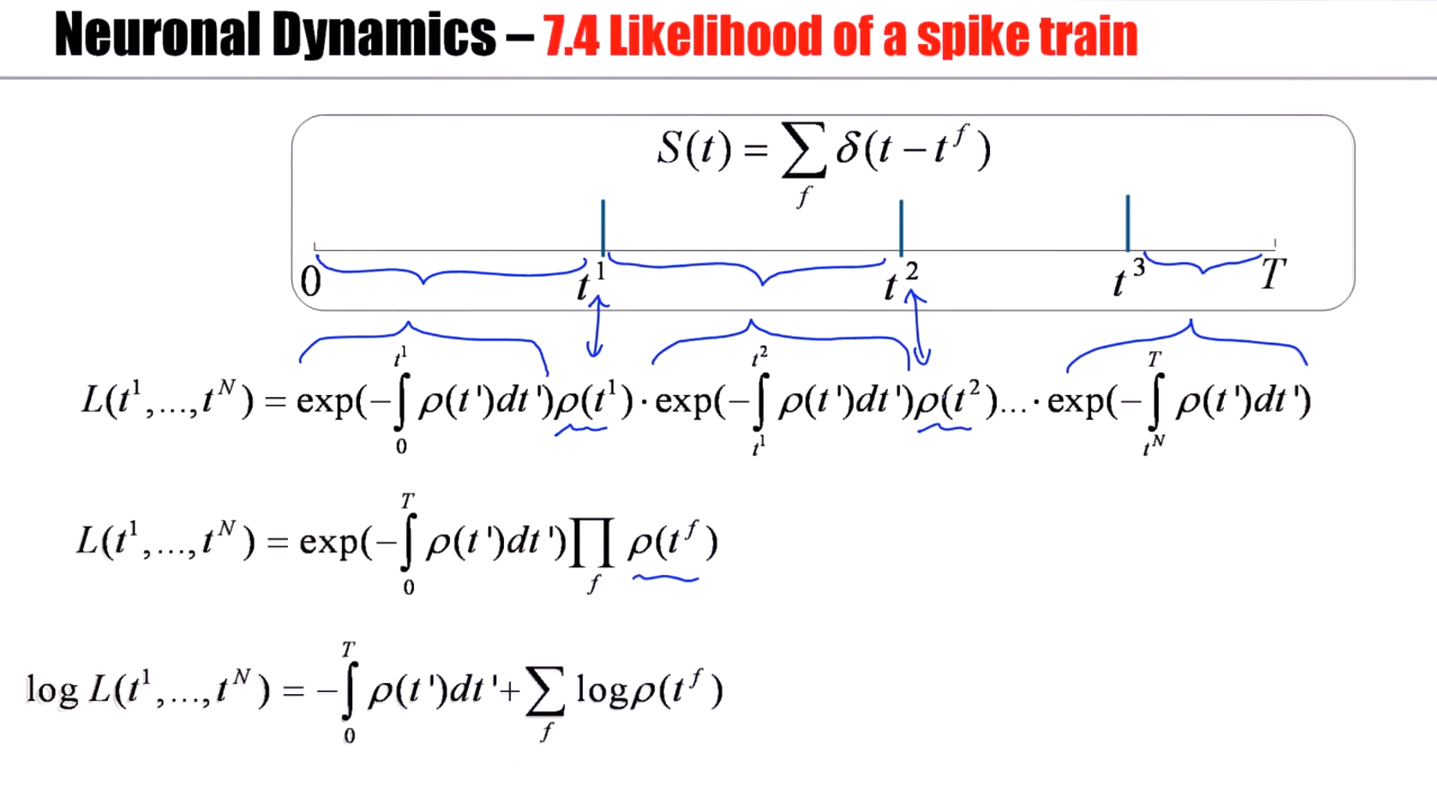 Neuronal Dynamics – 7.4 Likelihood of a spike train
S(t) = ∑_f δ(t − t^f)
0 t^1 t^2 t^3 T
L(t^1,...,t^N) = exp(−∫_0^{t^1} ρ(t')dt')ρ(t^1)·exp(−∫_{t^1}^{t^2} ρ(t')dt')ρ(t^2)...·exp(−∫_{t^N}^T ρ(t')dt')
L(t^1,...,t^N) = exp(−∫_0^T ρ(t')dt')∏_f ρ(t^f)
log L(t^1,...,t^N) = −∫_0^T ρ(t')dt'+∑_f logρ(t^f)